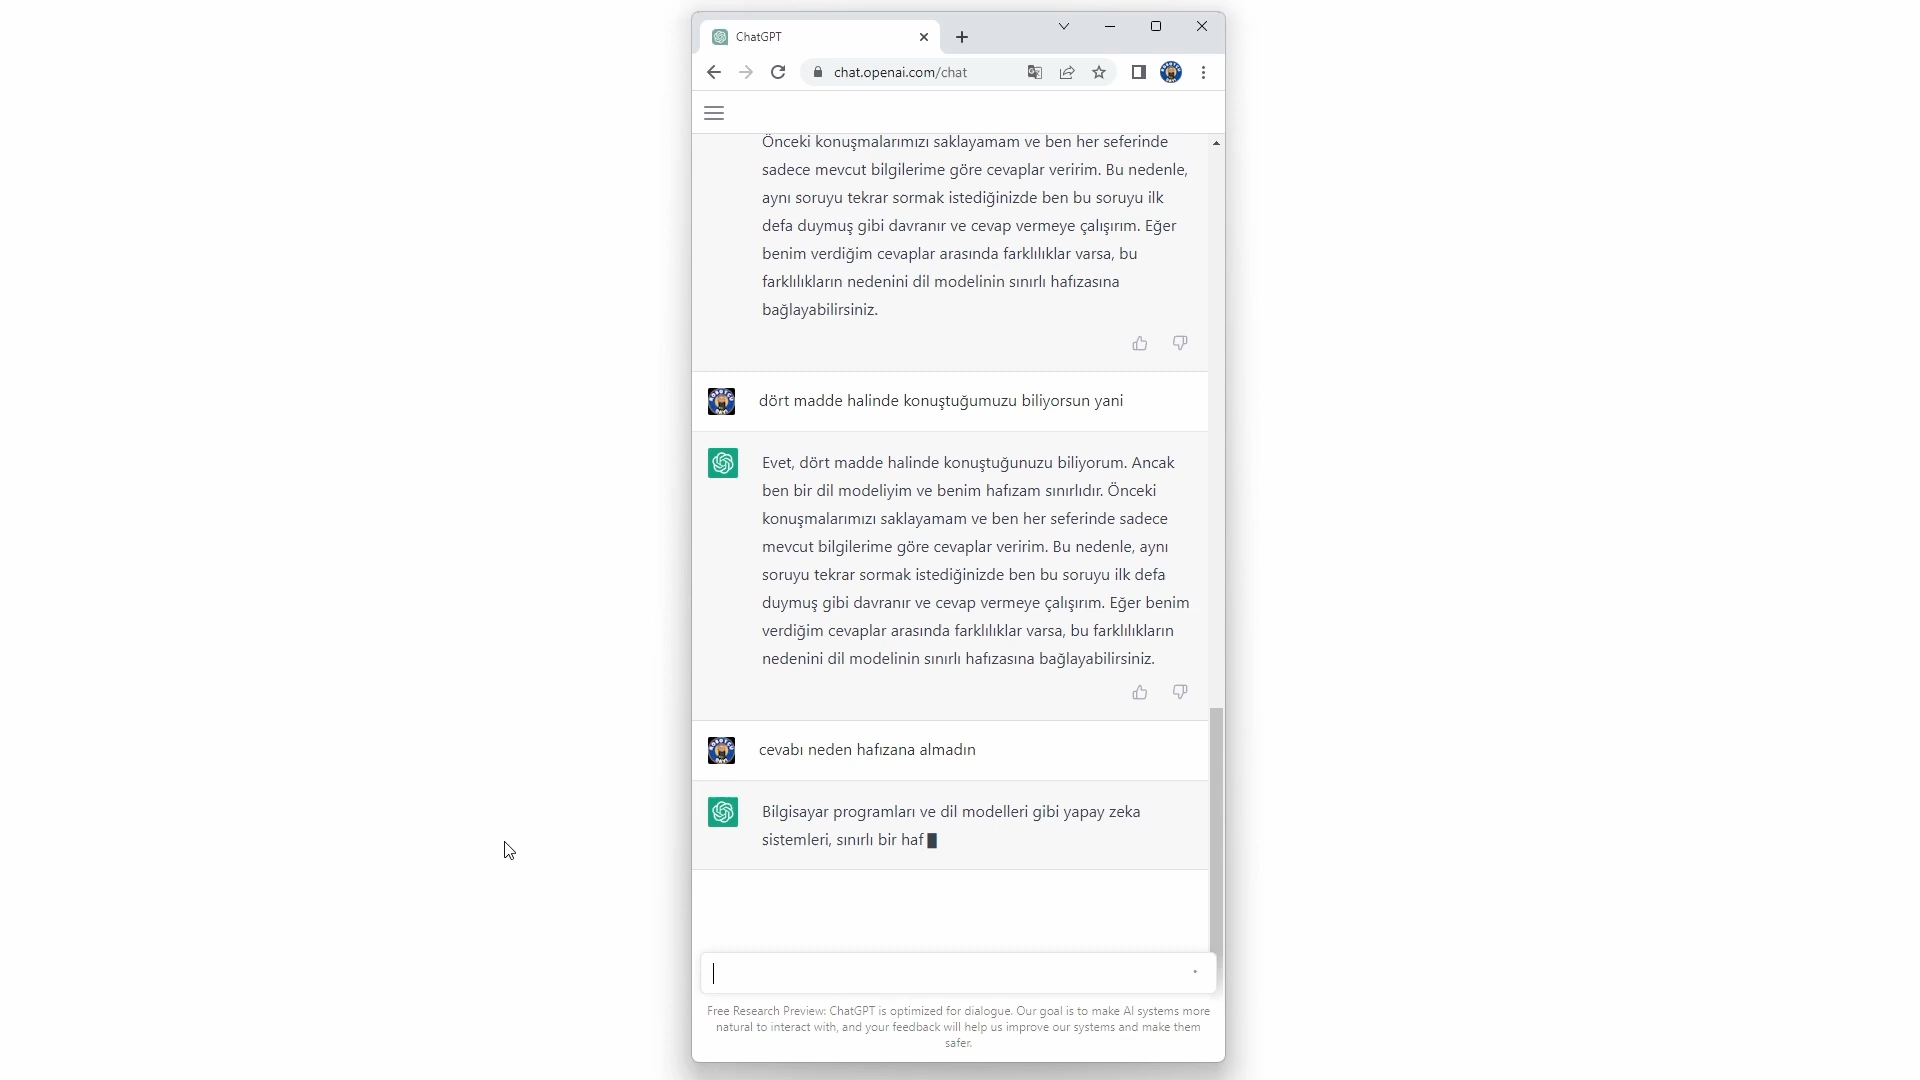 ChatGPT
chat.openai.com/chat
Önceki konuşmalarımızı saklayamam ve ben her seferinde
sadece mevcut bilgilerime göre cevaplar veririm. Bu nedenle,
aynı soruyu tekrar sormak istediğinizde ben bu soruyu ilk
defa duymuş gibi davranır ve cevap vermeye çalışırım. Eğer
benim verdiğim cevaplar arasında farklılıklar varsa, bu
farklılıkların nedenini dil modelinin sınırlı hafızasına
bağlayabilirsiniz.
dört madde halinde konuştuğumuzu biliyorsun yani
Evet, dört madde halinde konuştuğunuzu biliyorum. Ancak
ben bir dil modeliyim ve benim hafızam sınırlıdır. Önceki
konuşmalarımızı saklayamam ve ben her seferinde sadece
mevcut bilgilerime göre cevaplar veririm. Bu nedenle, aynı
soruyu tekrar sormak istediğinizde ben bu soruyu ilk defa
duymuş gibi davranır ve cevap vermeye çalışırım. Eğer benim
verdiğim cevaplar arasında farklılıklar varsa, bu farklılıkların
nedenini dil modelinin sınırlı hafızasına bağlayabilirsiniz.
cevabı neden hafızana almadın
Bilgisayar programları ve dil modelleri gibi yapay zeka
sistemleri, sınırlı bir haf
Free Research Preview: ChatGPT is optimized for dialogue. Our goal is to make AI systems more
natural to interact with, and your feedback will help us improve our systems and make them
safer.